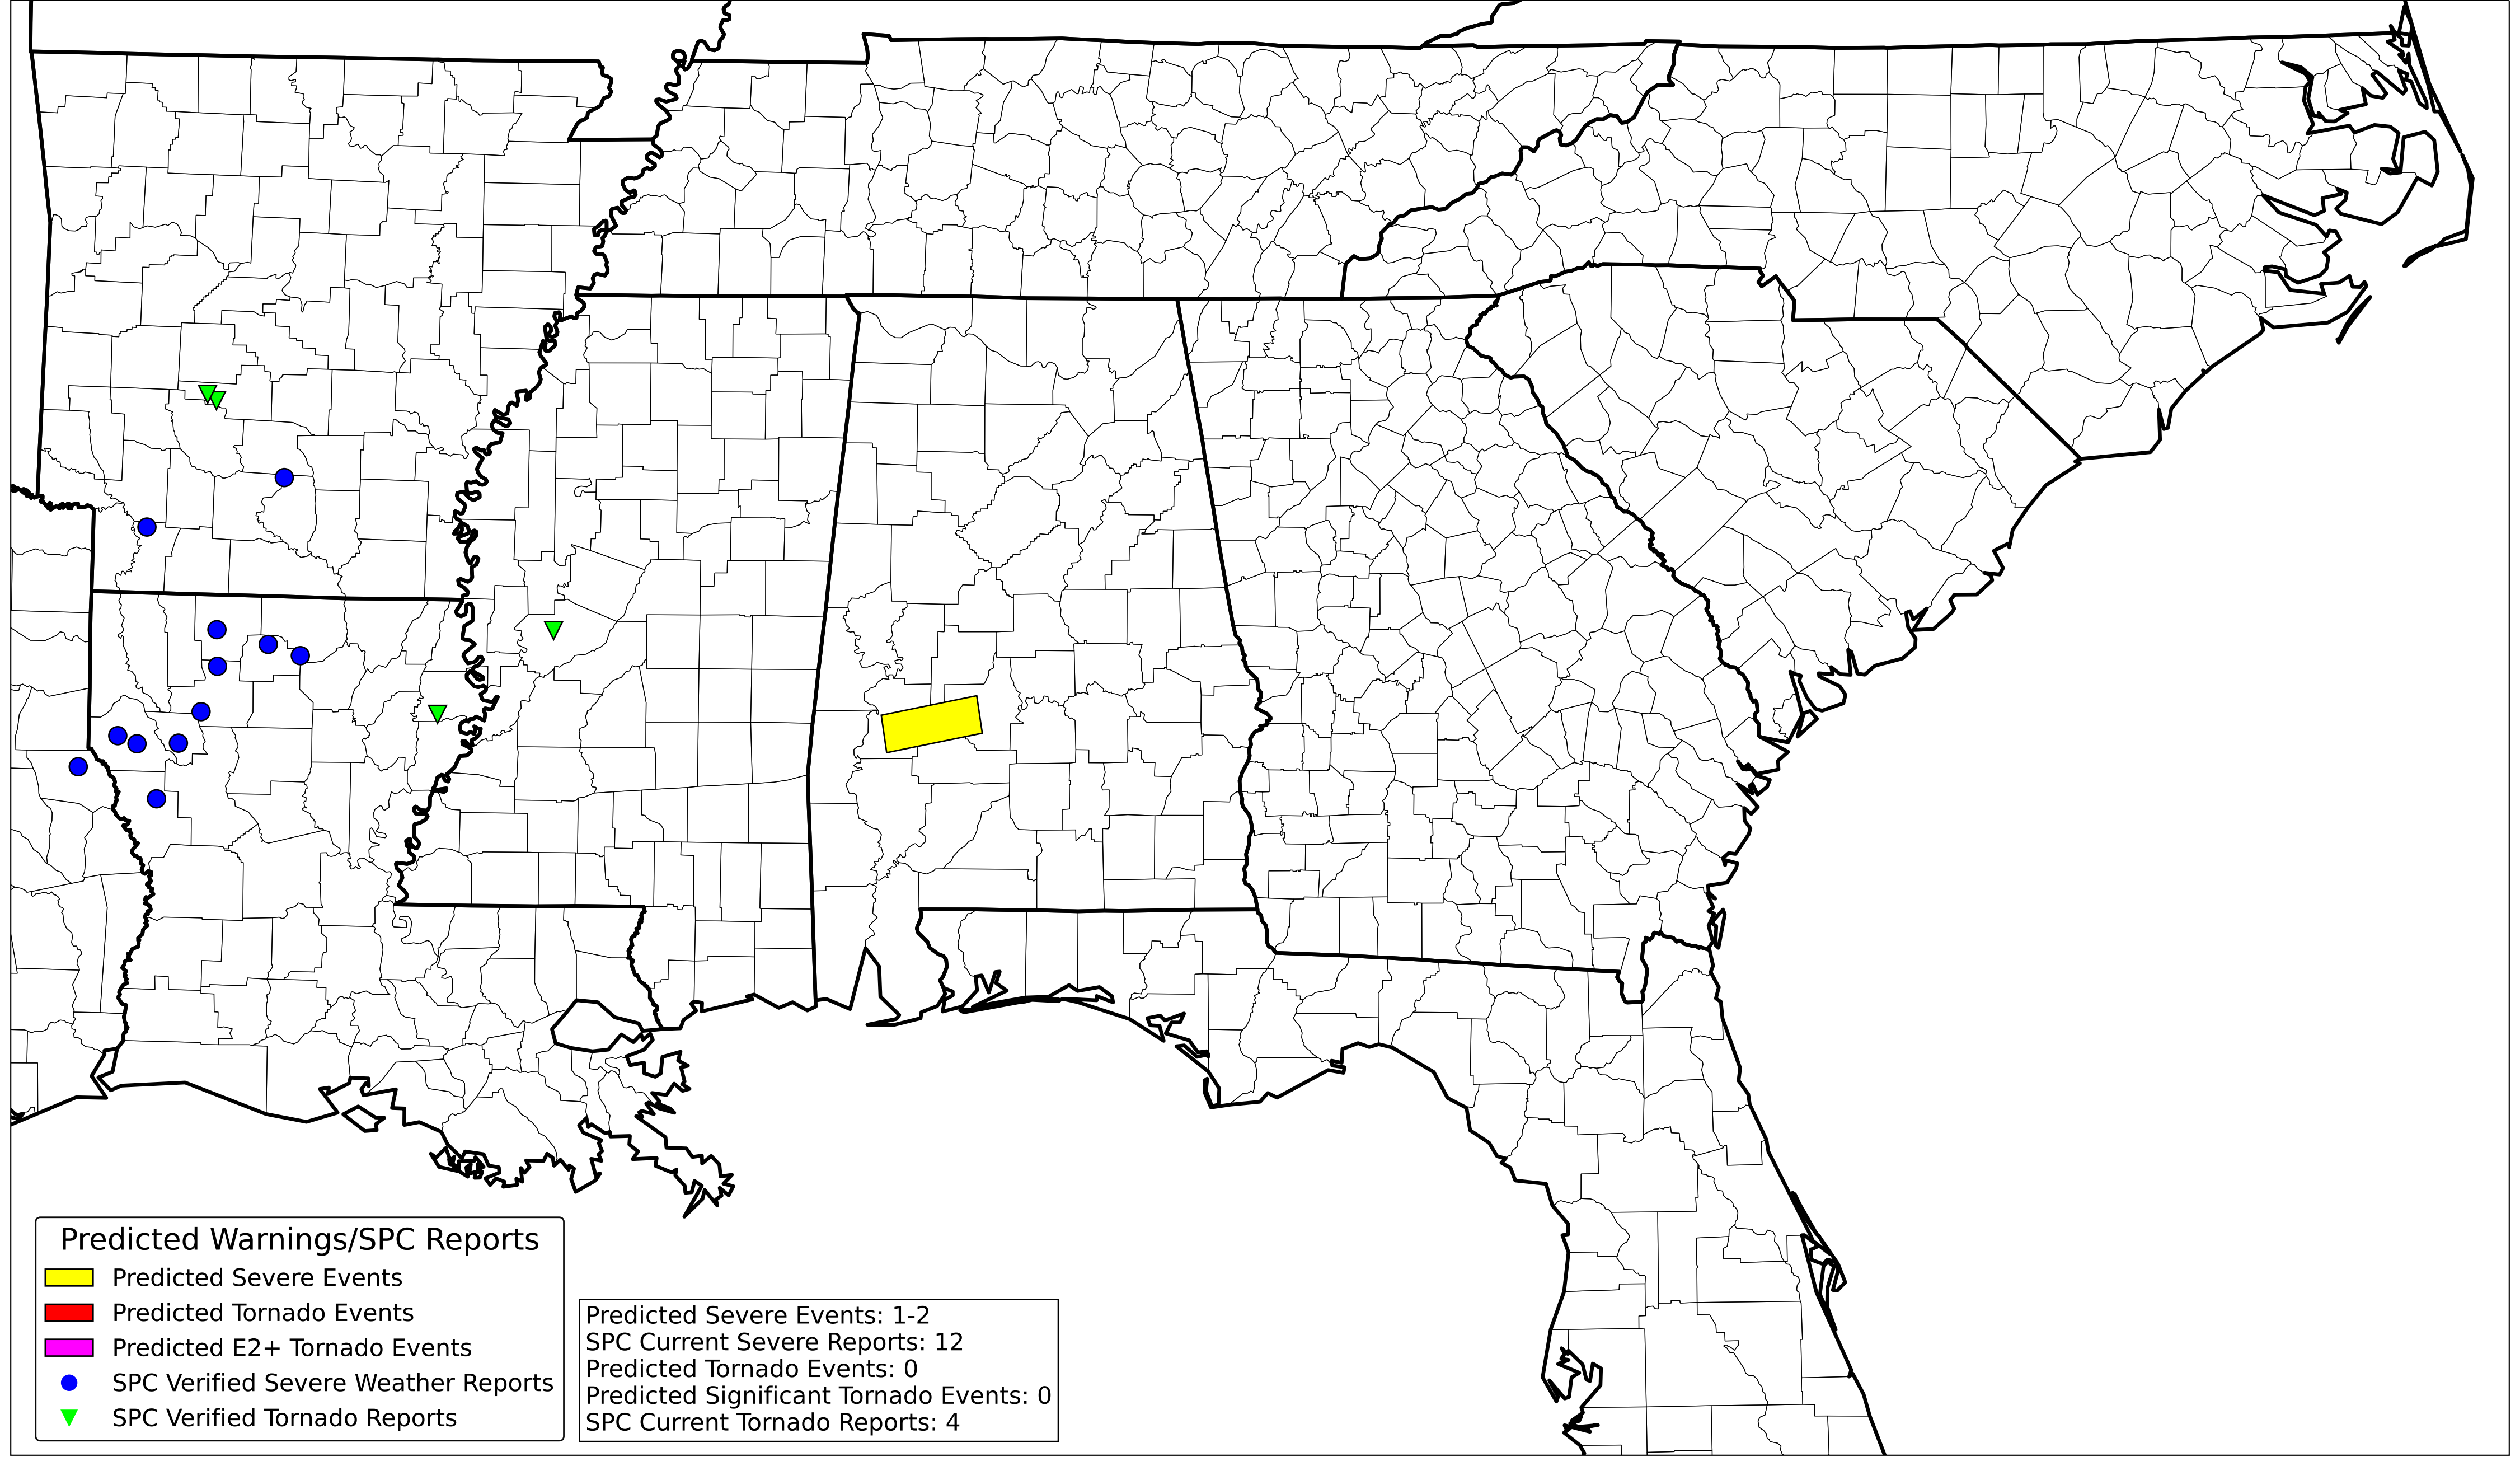 Predicted Warnings/SPC Reports
Predicted Severe Events
Predicted Tornado Events
Predicted E2+ Tornado Events
SPC Verified Severe Weather Reports
SPC Verified Tornado Reports
Predicted Severe Events: 1-2
SPC Current Severe Reports: 12
Predicted Tornado Events: 0
Predicted Significant Tornado Events: 0
SPC Current Tornado Reports: 4